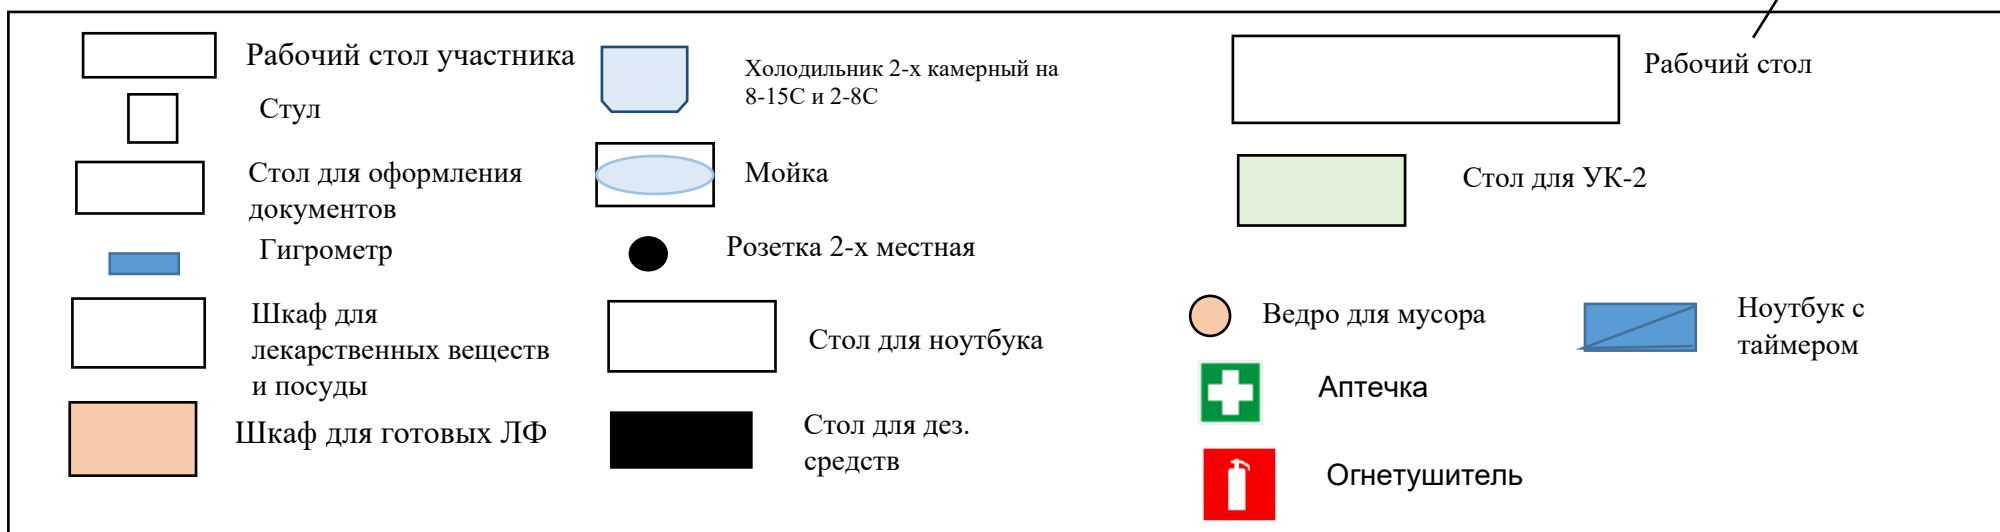 Рабочий стол участника
Стул
Стол для оформления
документов
Гигрометр
Шкаф для
лекарственных веществ
и посуды
Шкаф для готовых ЛФ
Холодильник 2-х камерный на
8-15С и 2-8С
Мойка
Розетка 2-х местная
Стол для ноутбука
Стол для дез.
средств
Рабочий стол
Стол для УК-2
Ведро для мусора
Ноутбук с
таймером
Аптечка
Огнетушитель